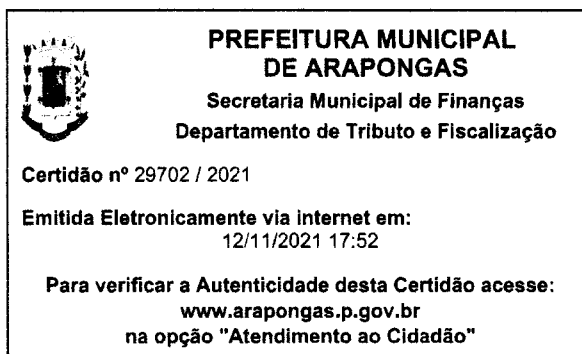 PREFEITURA MUNICIPAL
DE ARAPONGAS
Secretaria Municipal de Finanças
Departamento de Tributo e Fiscalização
Certidão nº 29702 / 2021
Emitida Eletronicamente via internet em:
12/11/2021 17:52
Para verificar a Autenticidade desta Certidão acesse:
www.arapongas.p.gov.br
na opção "Atendimento ao Cidadão"